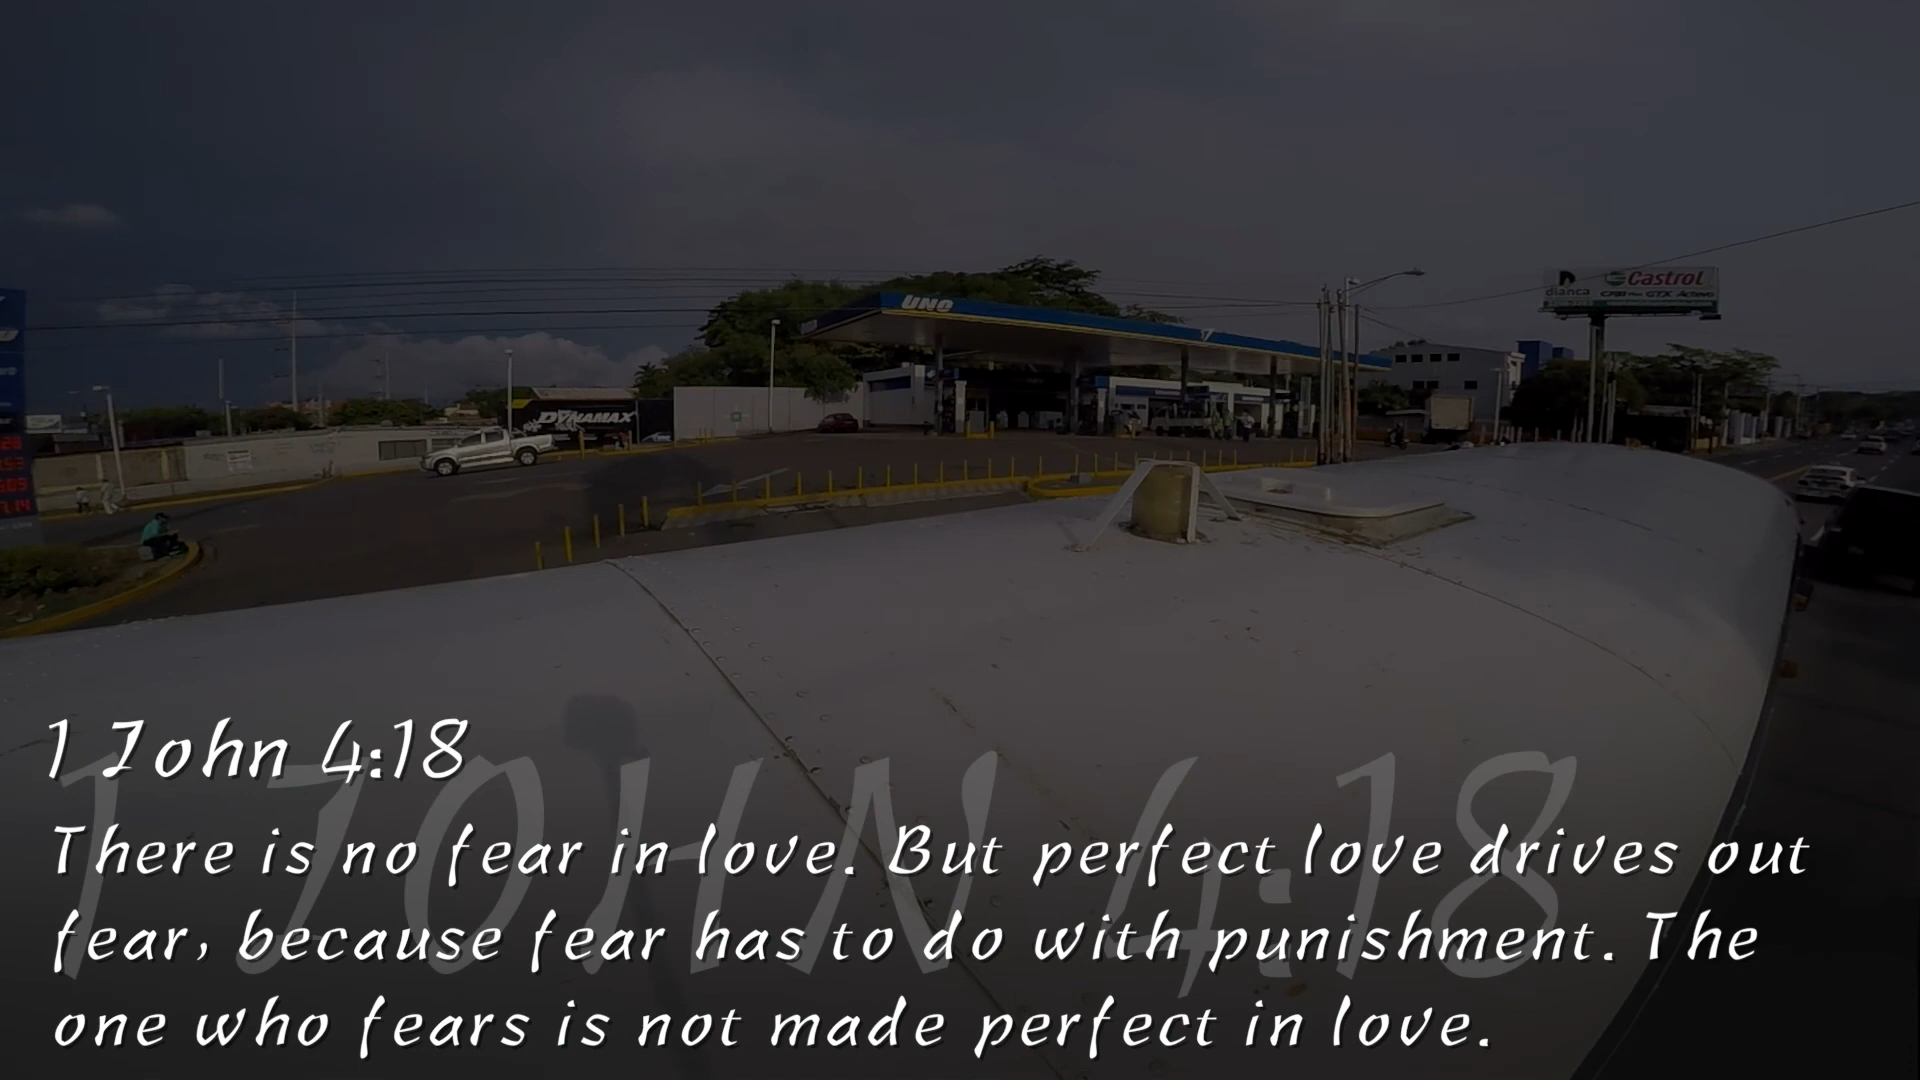 UNO
Castrol
dianca
DYNAMAX
1 John 4:18
1 JOHN 4:18
There is no fear in love. But perfect love drives out
fear, because fear has to do with punishment. The
one who fears is not made perfect in love.